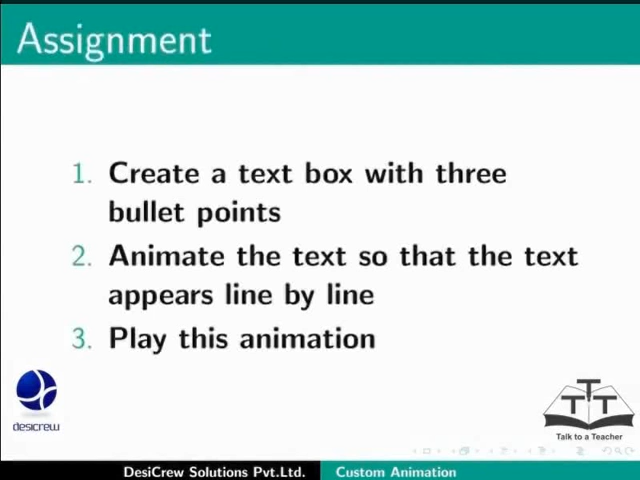 Assignment
1. Create a text box with three
bullet points
2. Animate the text so that the text
appears line by line
3. Play this animation
desicrew
TTT
Talk to a Teacher
DesiCrew Solutions Pvt.Ltd. Custom Animation